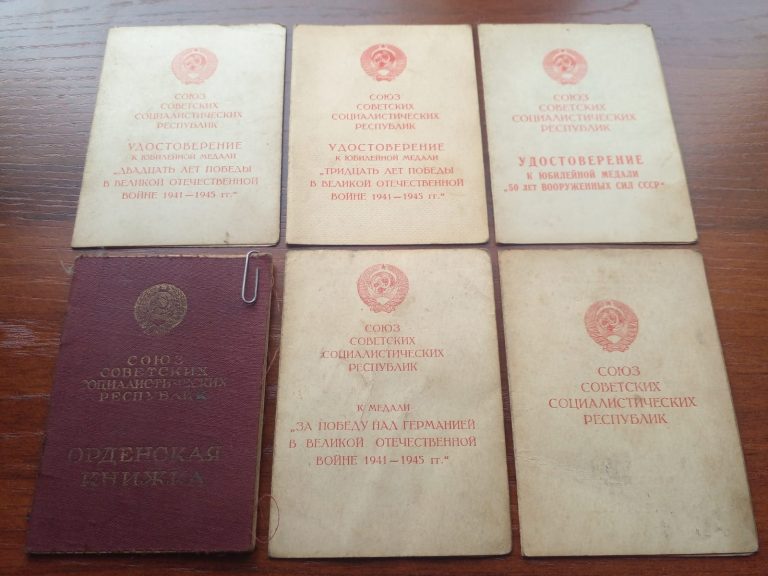 СОЮЗ
СОВЕТСКИХ
СОЦИАЛИСТИЧЕСКИХ
РЕСПУБЛИК
УДОСТОВЕРЕНИЕ
К ЮБИЛЕЙНОЙ МЕДАЛИ
„ДВАДЦАТЬ ЛЕТ ПОБЕДЫ
В ВЕЛИКОЙ ОТЕЧЕСТВЕННОЙ
ВОЙНЕ 1941—1945 гг.“
СОЮЗ
СОВЕТСКИХ
СОЦИАЛИСТИЧЕСКИХ
РЕСПУБЛИК
УДОСТОВЕРЕНИЕ
К ЮБИЛЕЙНОЙ МЕДАЛИ
„ТРИДЦАТЬ ЛЕТ ПОБЕДЫ
В ВЕЛИКОЙ ОТЕЧЕСТВЕННОЙ
ВОЙНЕ 1941—1945 гг.“
СОЮЗ
СОВЕТСКИХ
СОЦИАЛИСТИЧЕСКИХ
РЕСПУБЛИК
УДОСТОВЕРЕНИЕ
К ЮБИЛЕЙНОЙ МЕДАЛИ
„50 ЛЕТ ВООРУЖЕННЫХ СИЛ СССР“
СОЮЗ
СОВЕТСКИХ
СОЦИАЛИСТИЧЕСКИХ
РЕСПУБЛИК
ОРДЕНСКАЯ
КНИЖКА
СОЮЗ
СОВЕТСКИХ
СОЦИАЛИСТИЧЕСКИХ
РЕСПУБЛИК
К МЕДАЛИ
„ЗА ПОБЕДУ НАД ГЕРМАНИЕЙ
В ВЕЛИКОЙ ОТЕЧЕСТВЕННОЙ
ВОЙНЕ 1941—1945 гг.“
СОЮЗ
СОВЕТСКИХ
СОЦИАЛИСТИЧЕСКИХ
РЕСПУБЛИК